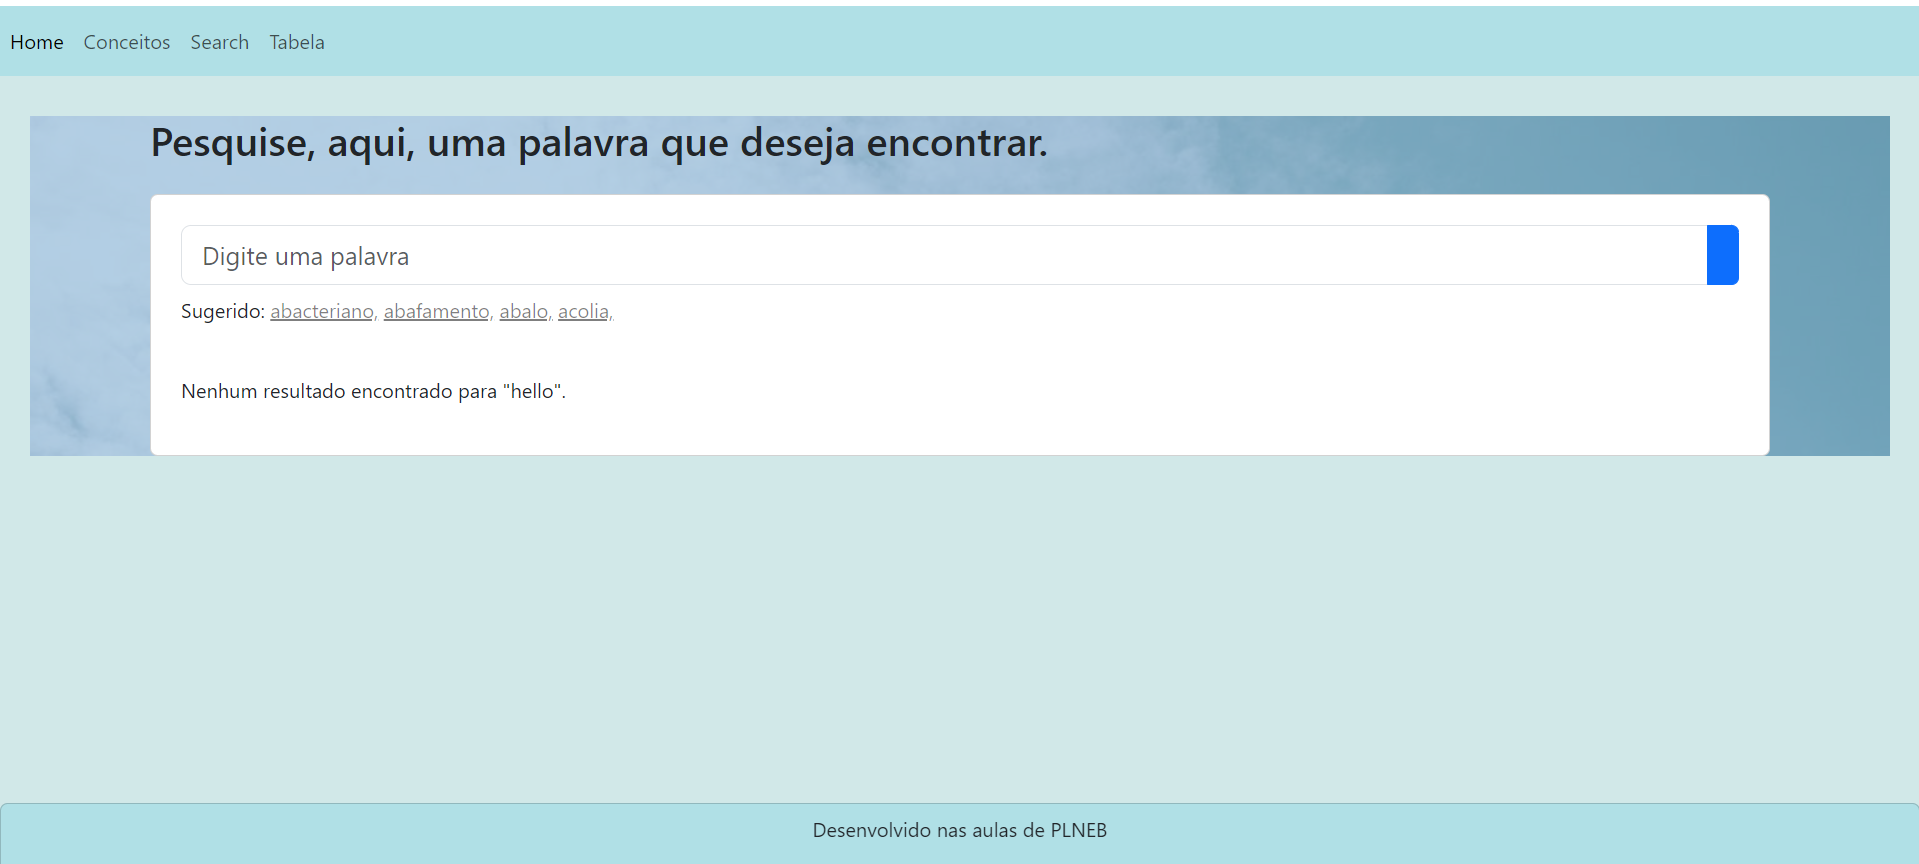 Home Conceitos Search Tabela
Pesquise, aqui, uma palavra que deseja encontrar.
Digite uma palavra
Sugerido: abacteriano, abafamento, abalo, acolia,
Nenhum resultado encontrado para "hello".
Desenvolvido nas aulas de PLNEB